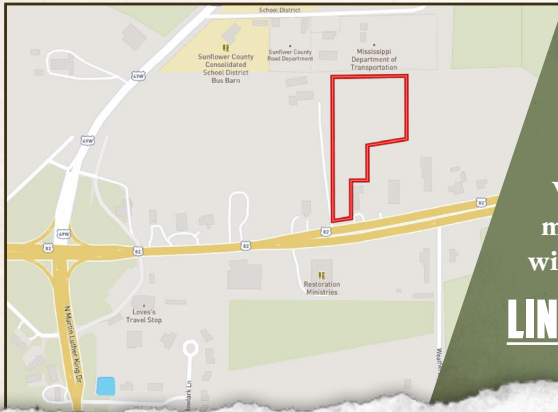 School District
Sunflower County
Consolidated
School District
Bus Barn
Sunflower County
Road Department
Mississippi
Department of
Transportation
49W
49W
49W
82
82
82
82
82
Restoration
Ministries
Loves's
Travel Stop
N Martin Luther King Dr
LIN